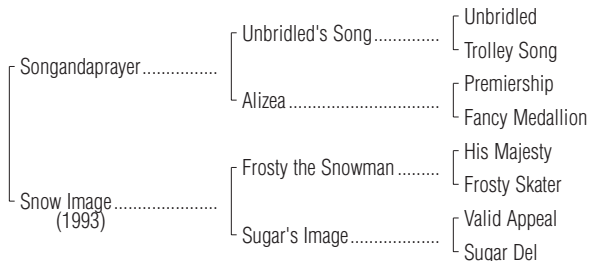 Unbridled
Unbridled's Song..............
Trolley Song
Songandaprayer................
Premiership
Alizea................................
Fancy Medallion
His Majesty
Frosty the Snowman .........
Frosty Skater
Snow Image......................
(1993)
Valid Appeal
Sugar's Image...................
Sugar Del